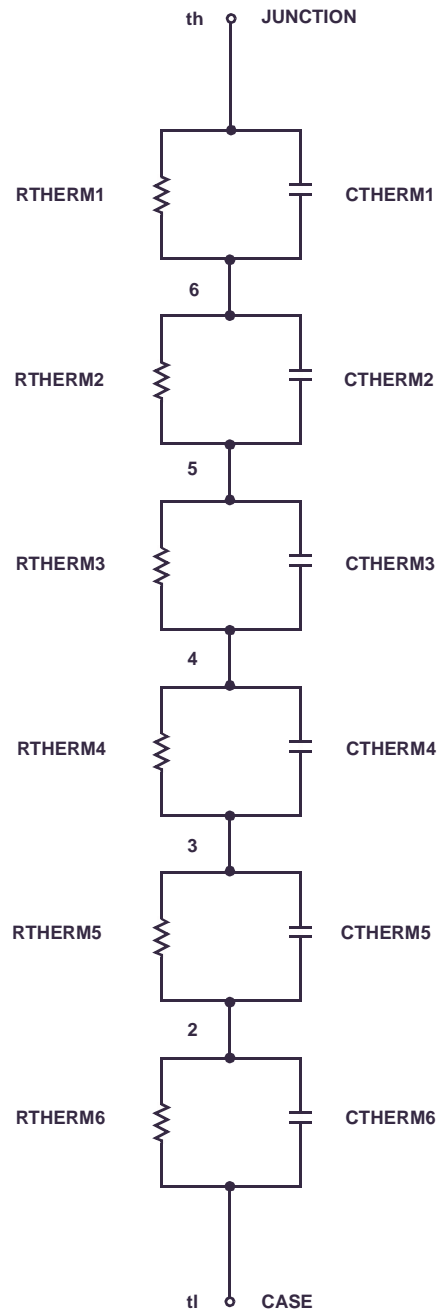 th JUNCTION
RTHERM1 CTHERM1
6
RTHERM2 CTHERM2
5
RTHERM3 CTHERM3
4
RTHERM4 CTHERM4
3
RTHERM5 CTHERM5
2
RTHERM6 CTHERM6
tl CASE